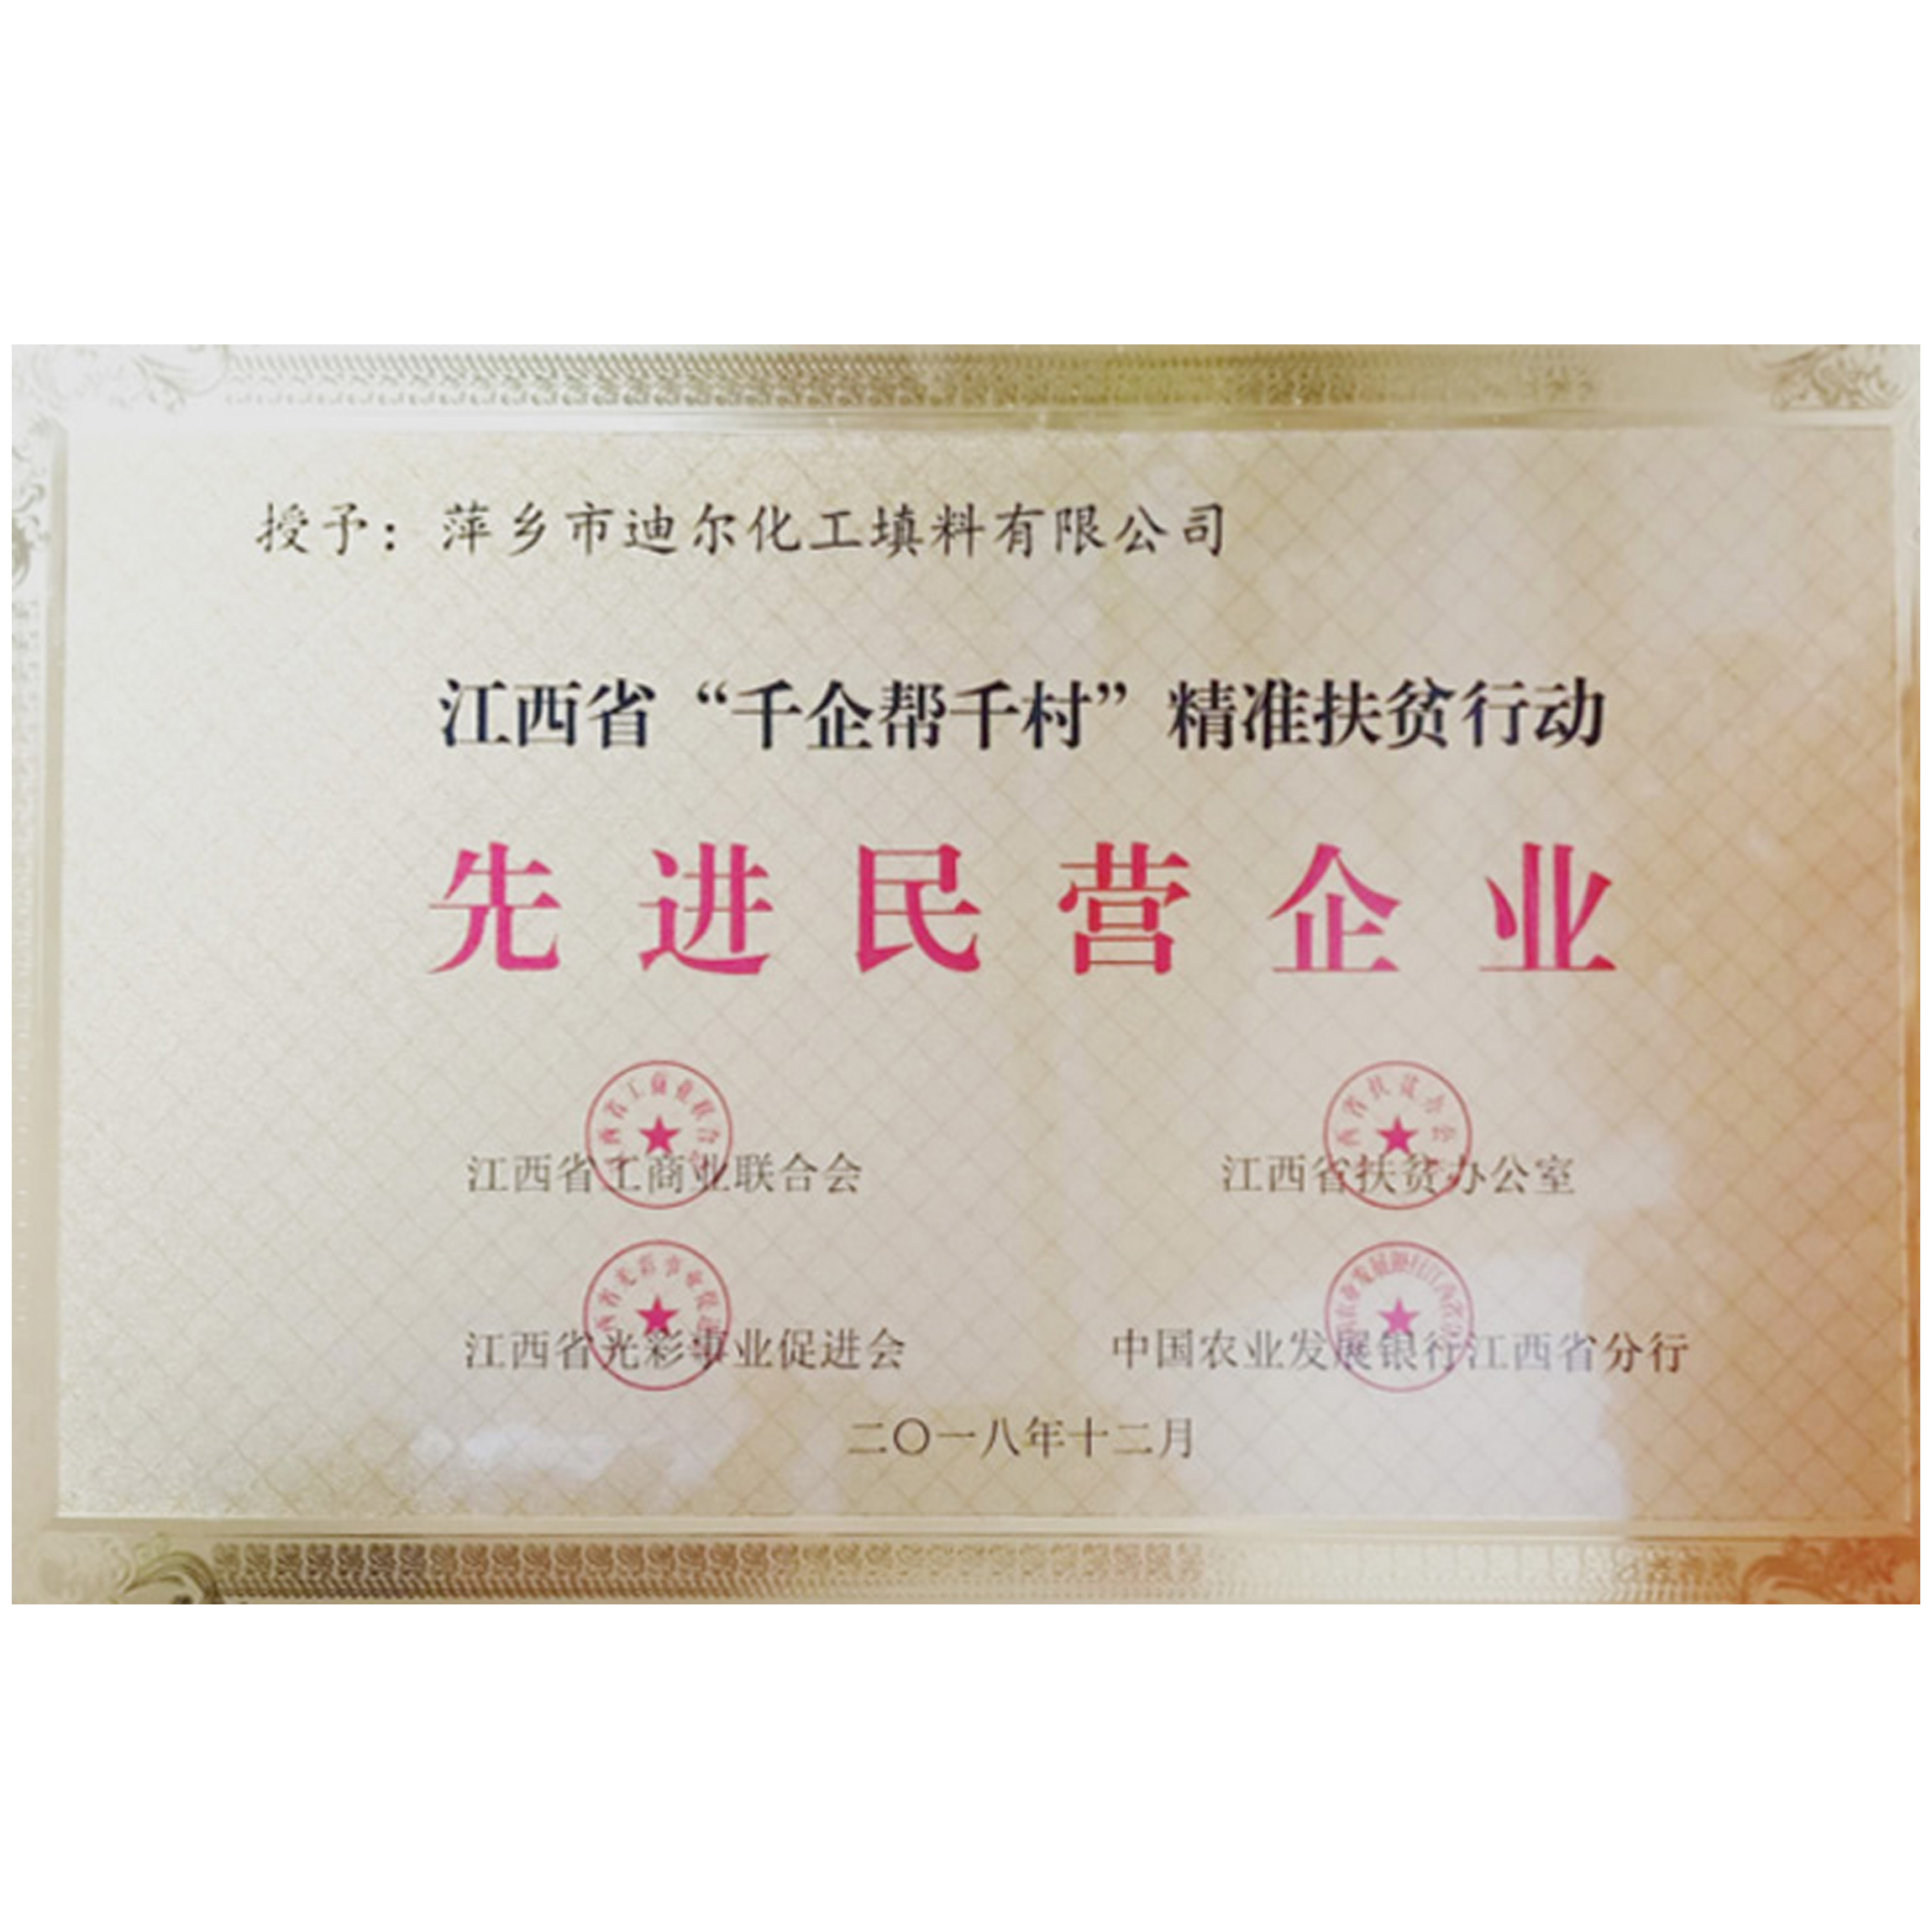 授予：萍乡市迪尔化工填料有限公司
江西省“千企帮千村”精准扶贫行动
先进民营企业
江西省工商业联合会
江西省扶贫办公室
江西省光彩事业促进会
中国农业发展银行江西省分行
二〇一八年十二月